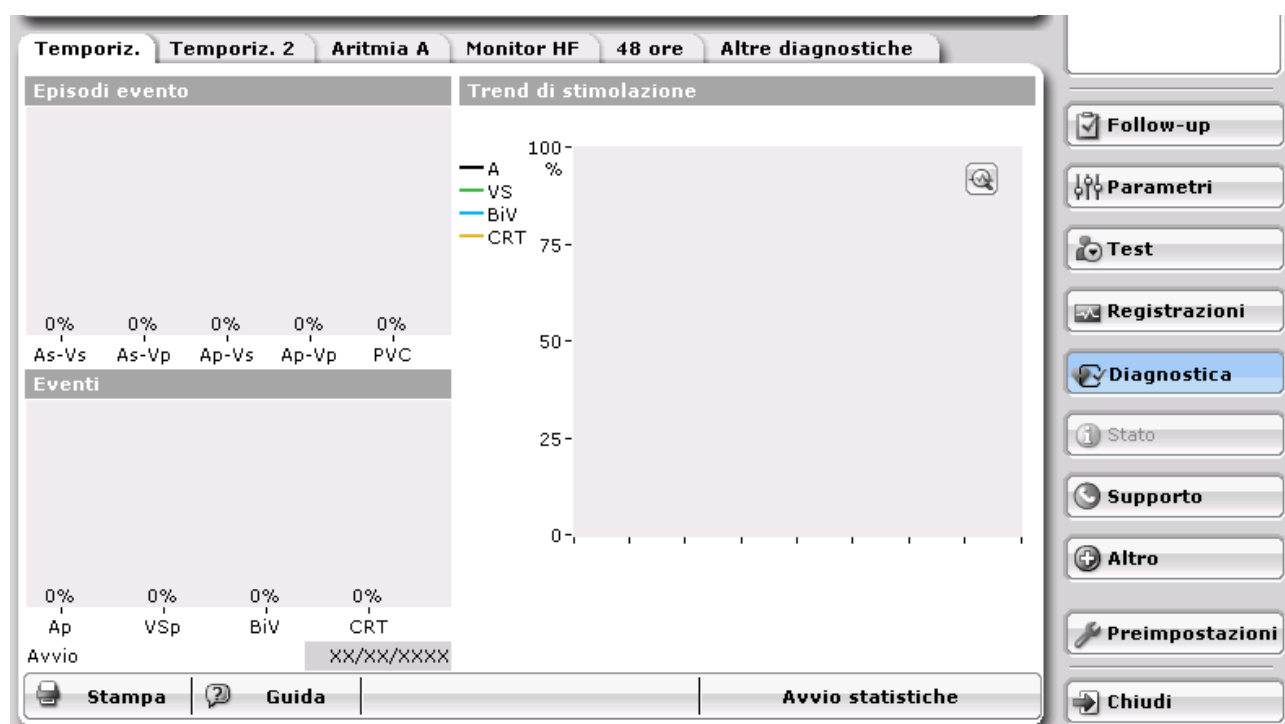 Temporiz. Temporiz. 2 Aritmia A Monitor HF 48 ore Altre diagnostiche
Episodi evento
0% 0% 0% 0% 0%
As-Vs As-Vp Ap-Vs Ap-Vp PVC
Eventi
0% 0% 0% 0%
Ap VSp BiV CRT
Avvio XX/XX/XXXX
Trend di stimolazione
100
%
A
VS
BiV
CRT
75
50
25
0
Follow-up
Parametri
Test
Registrazioni
Diagnostica
Stato
Supporto
Altro
Preimpostazioni
Chiudi
Stampa Guida Avvio statistiche